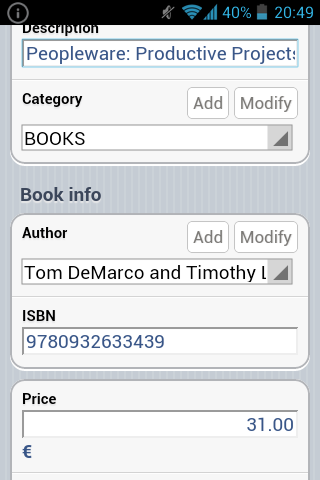 40% 20:49
Description
Peopleware: Productive Projects
Category
Add Modify
BOOKS
Book info
Author
Add Modify
Tom DeMarco and Timothy L
ISBN
9780932633439
Price
31.00
€